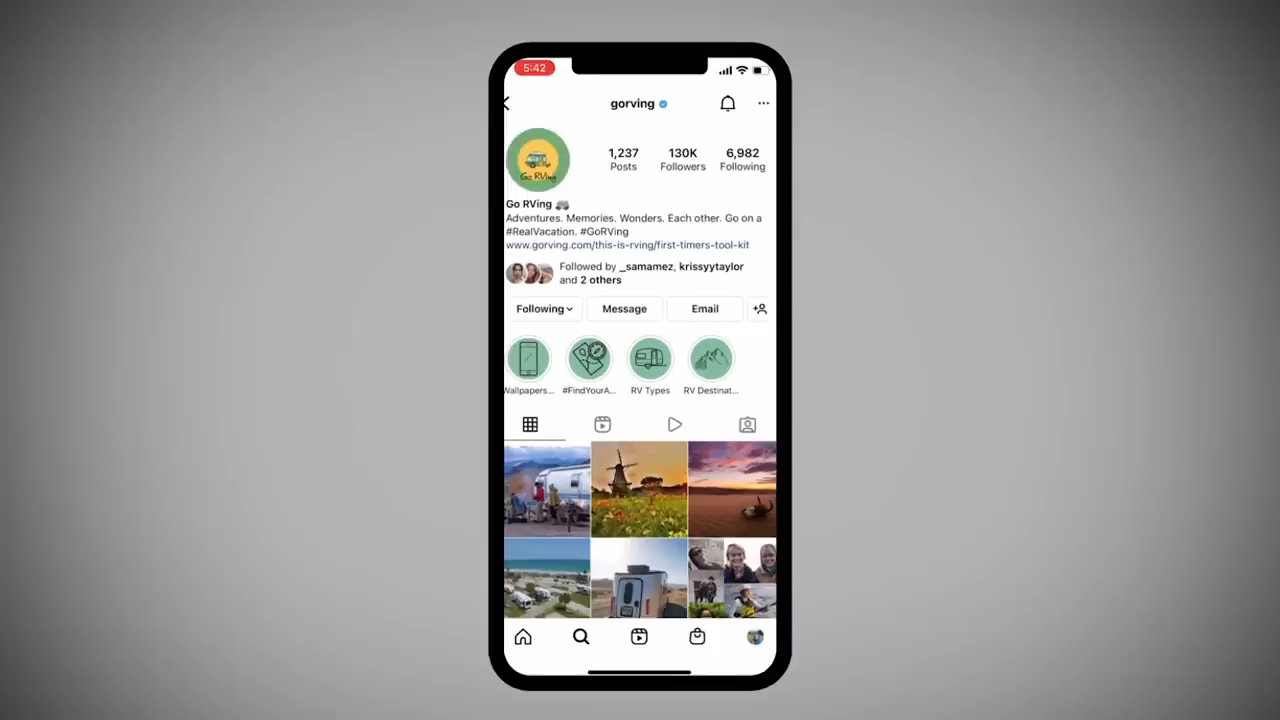 5:42
gorving
Go RVing
1,237 130K 6,982
Posts Followers Following
Go RVing
Adventures. Memories. Wonders. Each other. Go on a
#RealVacation. #GoRVing
www.gorving.com/this-is-rving/first-timers-tool-kit
Followed by _samamez, krissyytaylor
and 2 others
Following Message Email
Wallpapers... #FindYourA... RV Types RV Destinat...